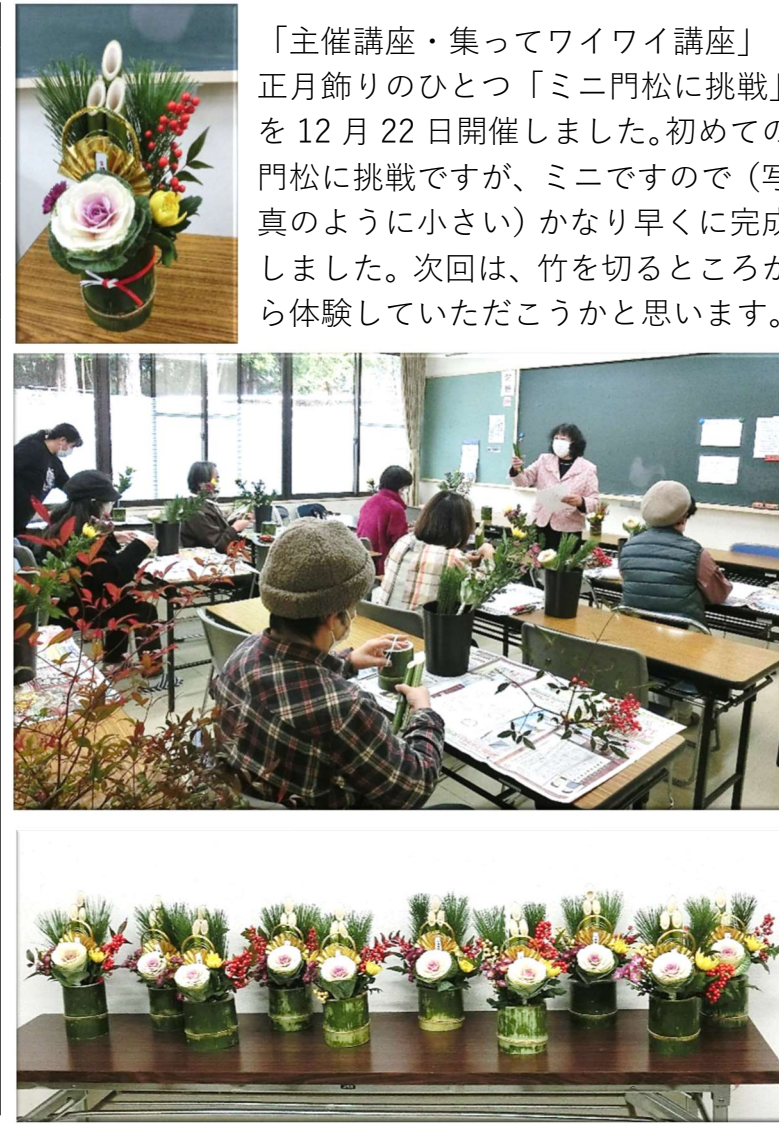 「主催講座・集ってワイワイ講座」
正月飾りのひとつ「ミニ門松に挑戦」
を 12 月 22 日開催しました。初めての
門松に挑戦ですが、ミニですので（写
真のように小さい）かなり早くに完成
しました。次回は、竹を切るところか
ら体験していただこうかと思います。